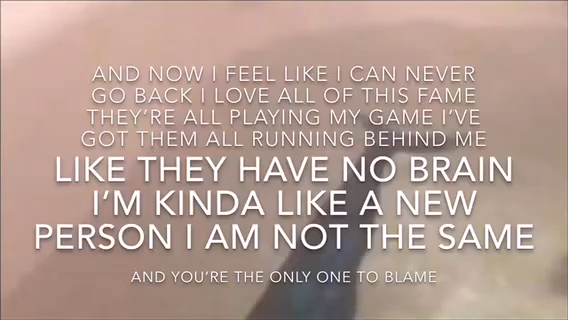 AND NOW I FEEL LIKE I CAN NEVER
GO BACK I LOVE ALL OF THIS FAME
THEY'RE ALL PLAYING MY GAME I'VE
GOT THEM ALL RUNNING BEHIND ME
LIKE THEY HAVE NO BRAIN
I'M KINDA LIKE A NEW
PERSON I AM NOT THE SAME
AND YOU'RE THE ONLY ONE TO BLAME